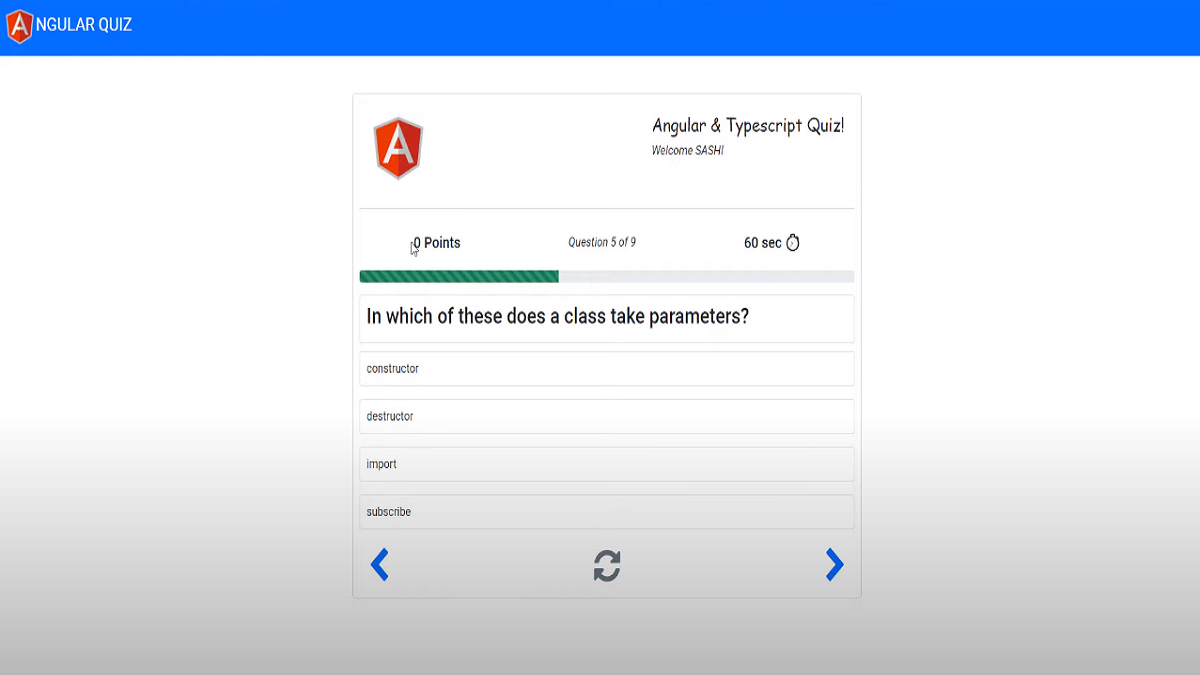 NGULAR QUIZ
Angular & Typescript Quiz!
Welcome SASHI
0 Points
Question 5 of 9
60 sec
In which of these does a class take parameters?
constructor
destructor
import
subscribe